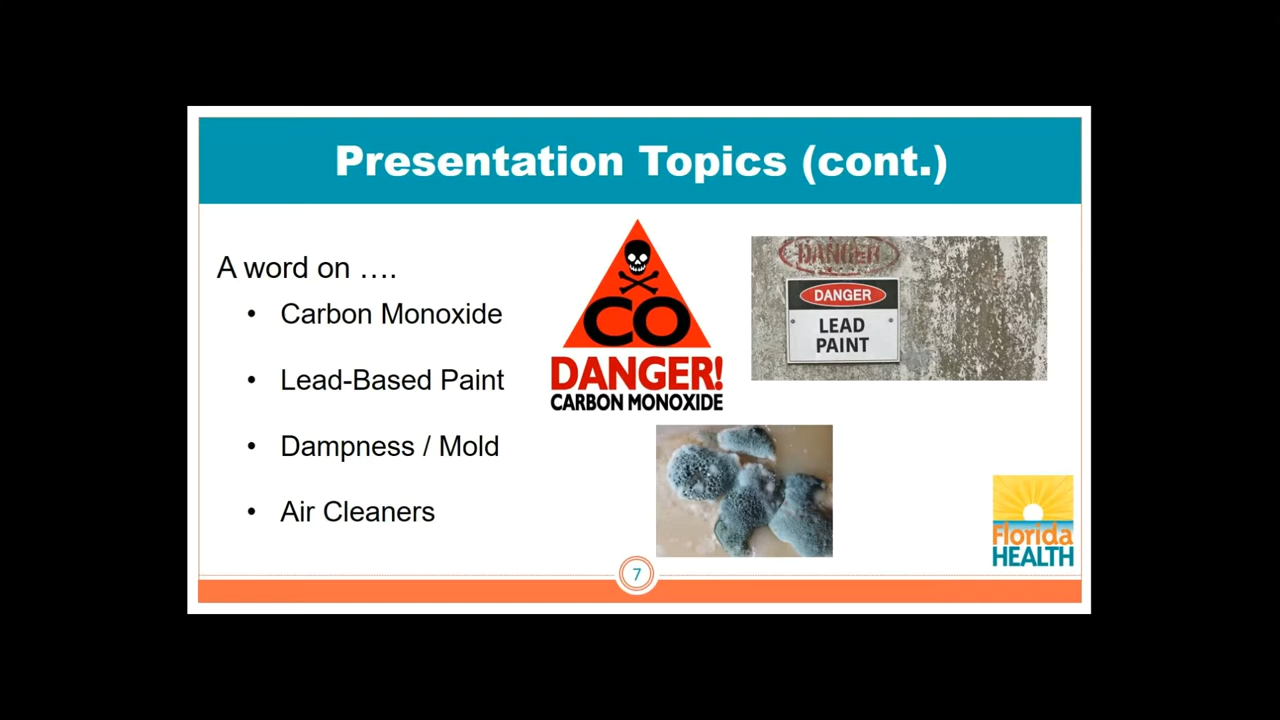 Presentation Topics (cont.)
A word on ….
• Carbon Monoxide
• Lead-Based Paint
• Dampness / Mold
• Air Cleaners
CO
DANGER!
CARBON MONOXIDE
DANGER
DANGER
LEAD
PAINT
Florida
HEALTH
7